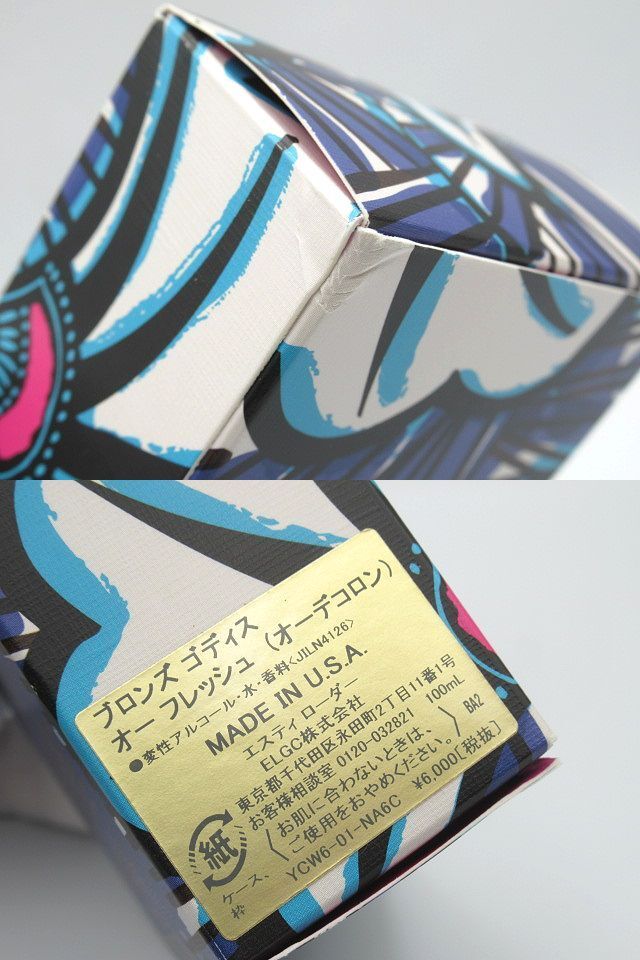 ブロンズ ゴディス
オー フレッシュ (オーデコロン)
●変性アルコール・水・香料<JILN4126>
MADE IN U.S.A.
エスティ ローダー
ELGC株式会社
東京都千代田区永田町2丁目11番1号
お客様相談室 0120-032821 100mL
〈お肌に合わないときは、
ご使用をおやめください。〉 BA2
YCW6-01-NA6C ¥6,000[税抜]
紙
ケース、
枠